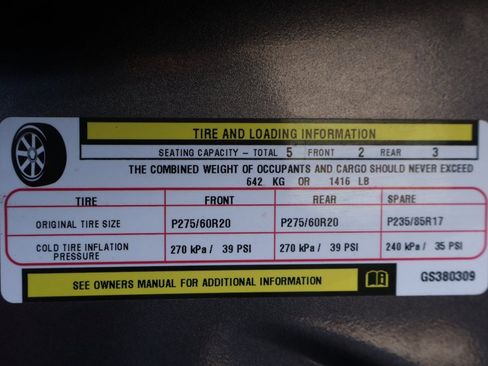 TIRE AND LOADING INFORMATION
SEATING CAPACITY - TOTAL 5 FRONT 2 REAR 3
THE COMBINED WEIGHT OF OCCUPANTS AND CARGO SHOULD NEVER EXCEED
642 KG OR 1416 LB
TIRE FRONT REAR SPARE
ORIGINAL TIRE SIZE P275/60R20 P275/60R20 P235/85R17
COLD TIRE INFLATION PRESSURE 270 kPa / 39 PSI 270 kPa / 39 PSI 240 kPa / 35 PSI
SEE OWNERS MANUAL FOR ADDITIONAL INFORMATION GS380309